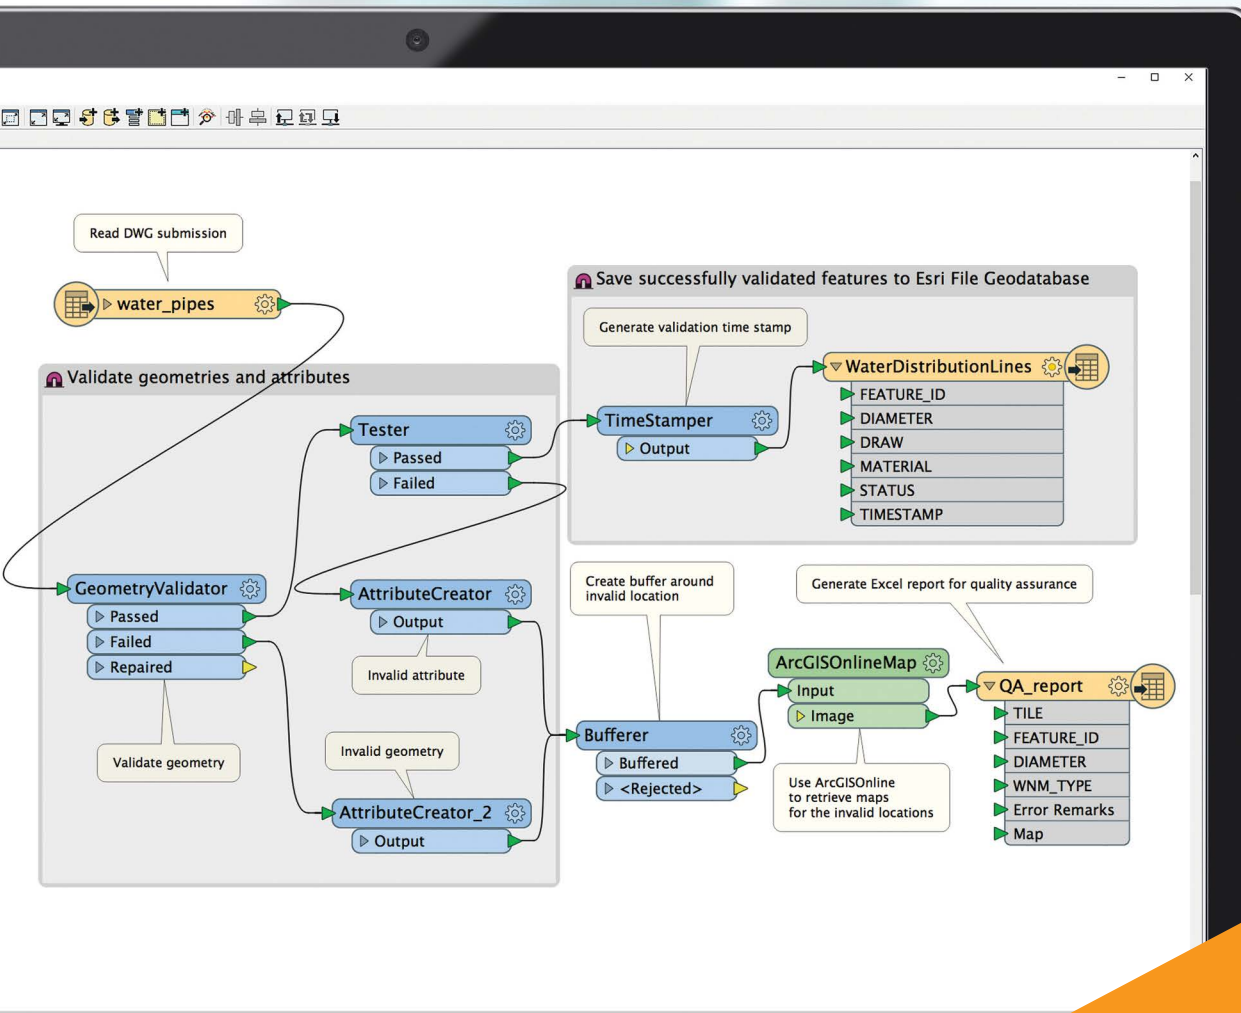 Read DWG submission
water_pipes
Validate geometries and attributes
Tester
Passed
Failed
GeometryValidator
Passed
Failed
Repaired
Validate geometry
AttributeCreator
Output
Invalid attribute
Invalid geometry
AttributeCreator_2
Output
Save successfully validated features to Esri File Geodatabase
Generate validation time stamp
TimeStamper
Output
WaterDistributionLines
FEATURE_ID
DIAMETER
DRAW
MATERIAL
STATUS
TIMESTAMP
Create buffer around
invalid location
Bufferer
Buffered
<Rejected>
ArcGISOnlineMap
Input
Image
Use ArcGISOnline
to retrieve maps
for the invalid locations
Generate Excel report for quality assurance
QA_report
TILE
FEATURE_ID
DIAMETER
WNM_TYPE
Error Remarks
Map